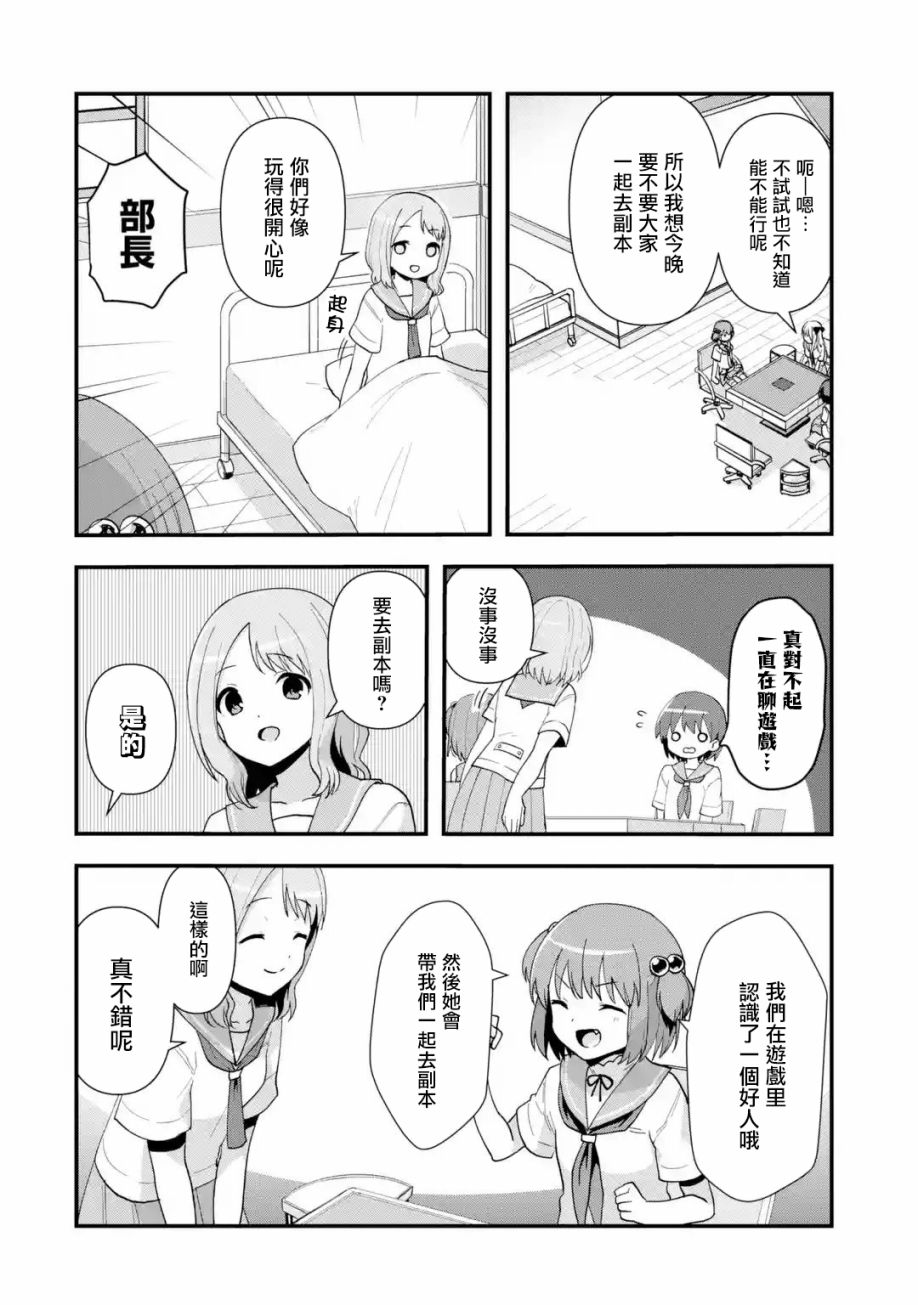 呃—嗯…
不試試也不知道
能不能行呢
所以我想今晚
要不要大家
一起去副本
你們好像
玩得很開心呢
起身
部長
真對不起
一直在聊遊戲…
沒事沒事
要去副本嗎?
是的
我們在遊戲里
認識了一個好人哦
然後她會
帶我們一起去副本
這樣的啊
真不錯呢